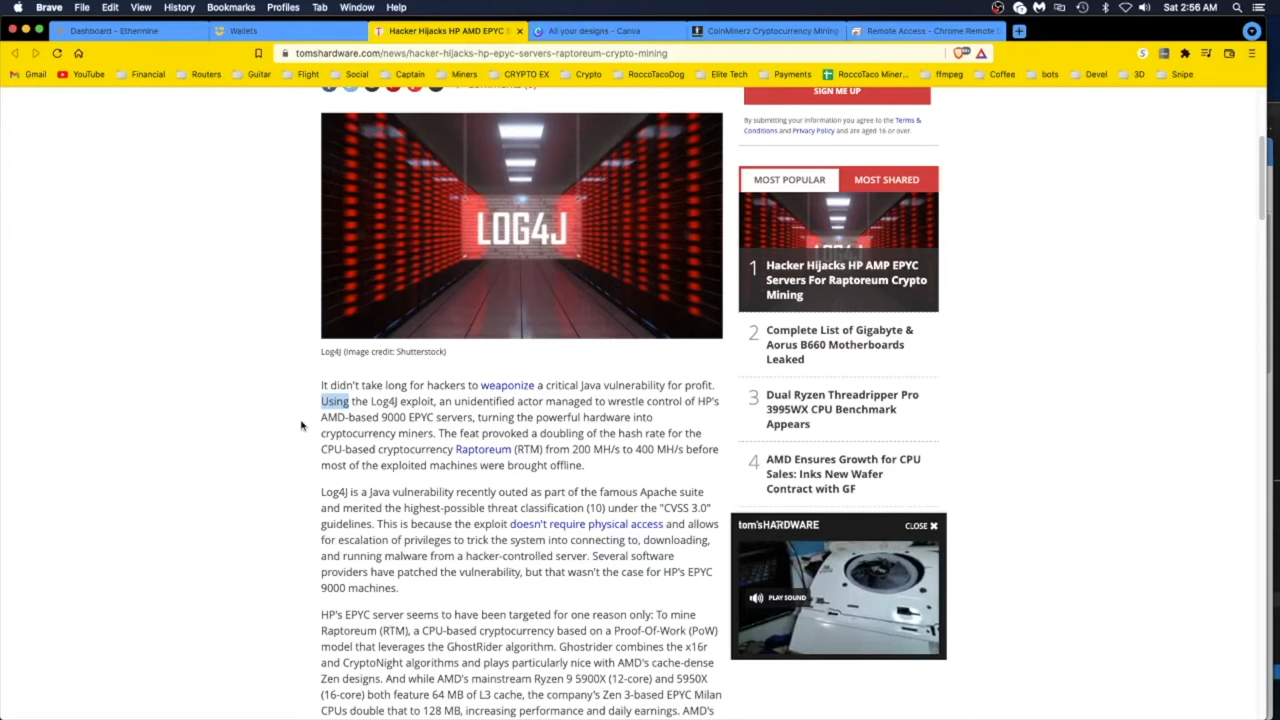 Brave File Edit View History Bookmarks Profiles Tab Window Help Sat 2:56 AM
Dashboard - Ethermine Wallets Hacker Hijacks HP AMD EPYC S All your designs - Canva CoinMinerz Cryptocurrency Mining Remote Access - Chrome Remote
tomshardware.com/news/hacker-hijacks-hp-epyc-servers-raptoreum-crypto-mining
Gmail YouTube Financial Routers Guitar Flight Social Captain Miners CRYPTO EX Crypto RoccoTacoDog Elite Tech Payments RoccoTaco Miner... ffmpeg Coffee bots Devel 3D Snipe
LOG4J
Log4J (Image credit: Shutterstock)
It didn't take long for hackers to weaponize a critical Java vulnerability for profit.
Using the Log4J exploit, an unidentified actor managed to wrestle control of HP's
AMD-based 9000 EPYC servers, turning the powerful hardware into
cryptocurrency miners. The feat provoked a doubling of the hash rate for the
CPU-based cryptocurrency Raptoreum (RTM) from 200 MH/s to 400 MH/s before
most of the exploited machines were brought offline.
Log4J is a Java vulnerability recently outed as part of the famous Apache suite
and merited the highest-possible threat classification (10) under the "CVSS 3.0"
guidelines. This is because the exploit doesn't require physical access and allows
for escalation of privileges to trick the system into connecting to, downloading,
and running malware from a hacker-controlled server. Several software
providers have patched the vulnerability, but that wasn't the case for HP's EPYC
9000 machines.
HP's EPYC server seems to have been targeted for one reason only: To mine
Raptoreum (RTM), a CPU-based cryptocurrency based on a Proof-Of-Work (PoW)
model that leverages the GhostRider algorithm. Ghostrider combines the x16r
and CryptoNight algorithms and plays particularly nice with AMD's cache-dense
Zen designs. And while AMD's mainstream Ryzen 9 5900X (12-core) and 5950X
(16-core) both feature 64 MB of L3 cache, the company's Zen 3-based EPYC Milan
CPUs double that to 128 MB, increasing performance and daily earnings. AMD's
SIGN ME UP
By submitting your information you agree to the Terms &
Conditions and Privacy Policy and are aged 16 or over.
MOST POPULAR MOST SHARED
1 Hacker Hijacks HP AMP EPYC
Servers For Raptoreum Crypto
Mining
2 Complete List of Gigabyte &
Aorus B660 Motherboards
Leaked
3 Dual Ryzen Threadripper Pro
3995WX CPU Benchmark
Appears
4 AMD Ensures Growth for CPU
Sales: Inks New Wafer
Contract with GF
tom'sHARDWARE CLOSE
PLAY SOUND